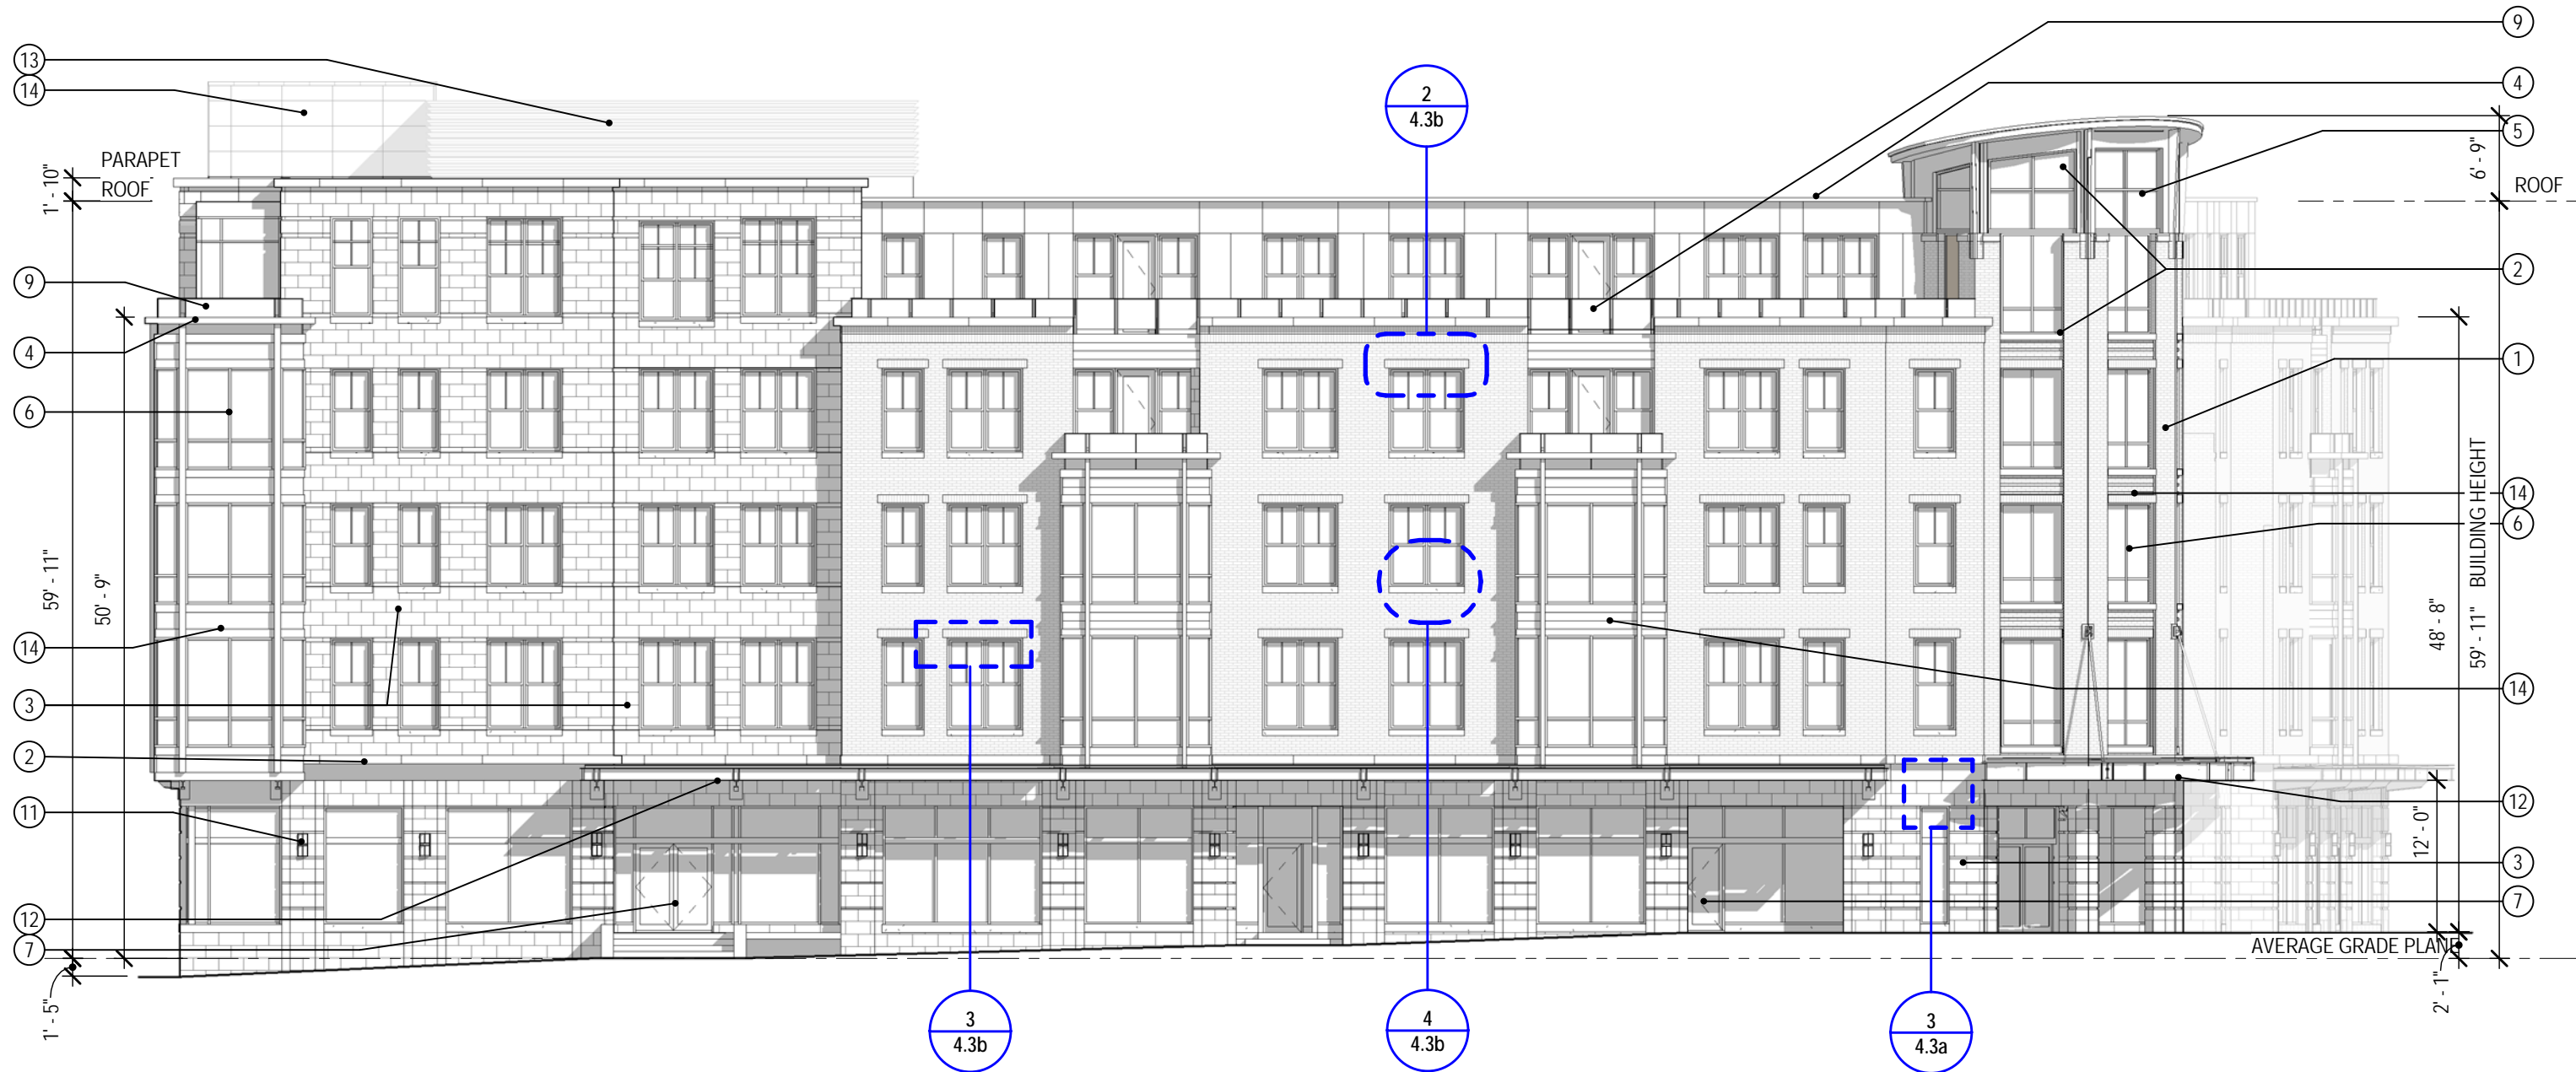 13
14
PARAPET
ROOF
1' - 10"
9
4
6
59' - 11"
50' - 9"
14
3
2
11
12
7
1' - 5"
2
4.3b
3
4.3b
4
4.3b
3
4.3a
9
4
5
6' - 9"
ROOF
2
1
14
6
59' - 11" BUILDING HEIGHT
48' - 8"
14
12
12' - 0"
3
7
AVERAGE GRADE PLANE
2' - 1"